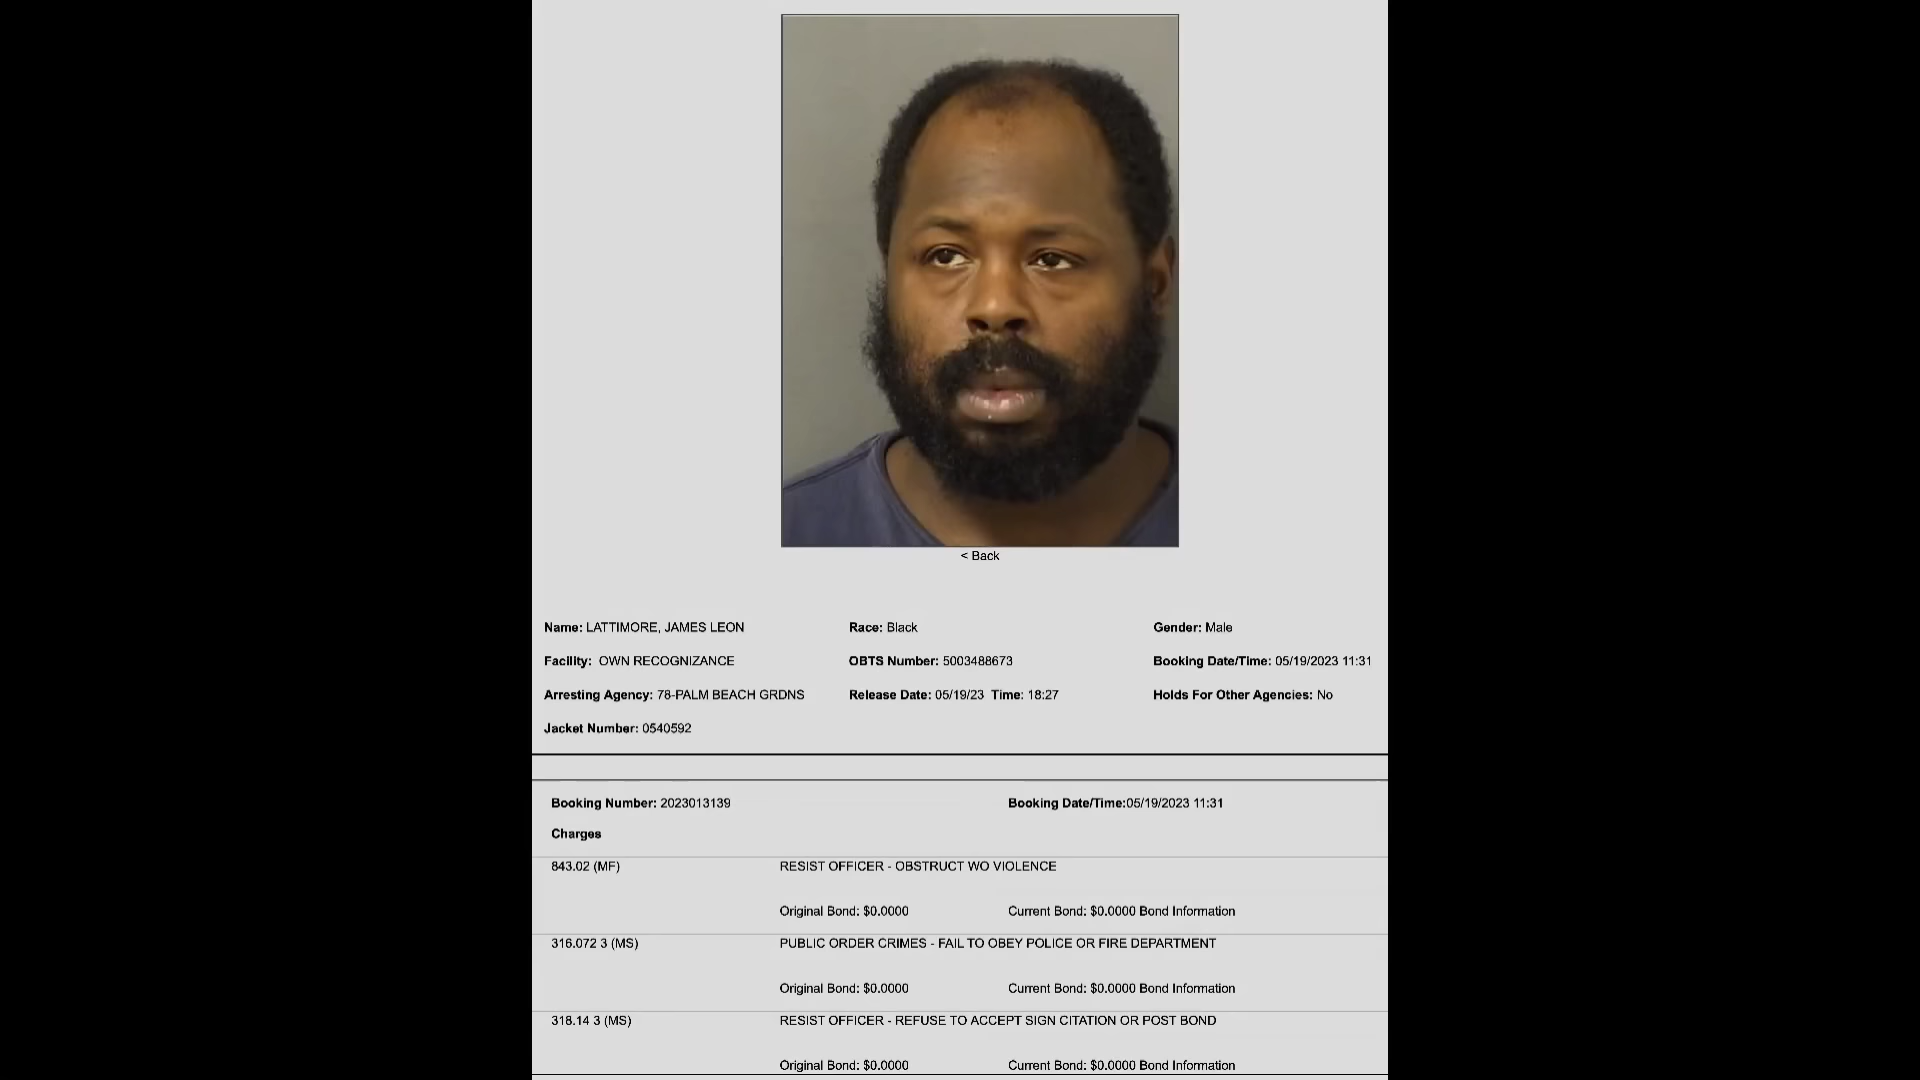 < Back
Name: LATTIMORE, JAMES LEON Race: Black Gender: Male
Facility: OWN RECOGNIZANCE OBTS Number: 5003488673 Booking Date/Time: 05/19/2023 11:31
Arresting Agency: 78-PALM BEACH GRDNS Release Date: 05/19/23 Time: 18:27 Holds For Other Agencies: No
Jacket Number: 0540592
Booking Number: 2023013139 Booking Date/Time:05/19/2023 11:31
Charges
843.02 (MF) RESIST OFFICER - OBSTRUCT WO VIOLENCE
Original Bond: $0.0000 Current Bond: $0.0000 Bond Information
316.072 3 (MS) PUBLIC ORDER CRIMES - FAIL TO OBEY POLICE OR FIRE DEPARTMENT
Original Bond: $0.0000 Current Bond: $0.0000 Bond Information
318.14 3 (MS) RESIST OFFICER - REFUSE TO ACCEPT SIGN CITATION OR POST BOND
Original Bond: $0.0000 Current Bond: $0.0000 Bond Information